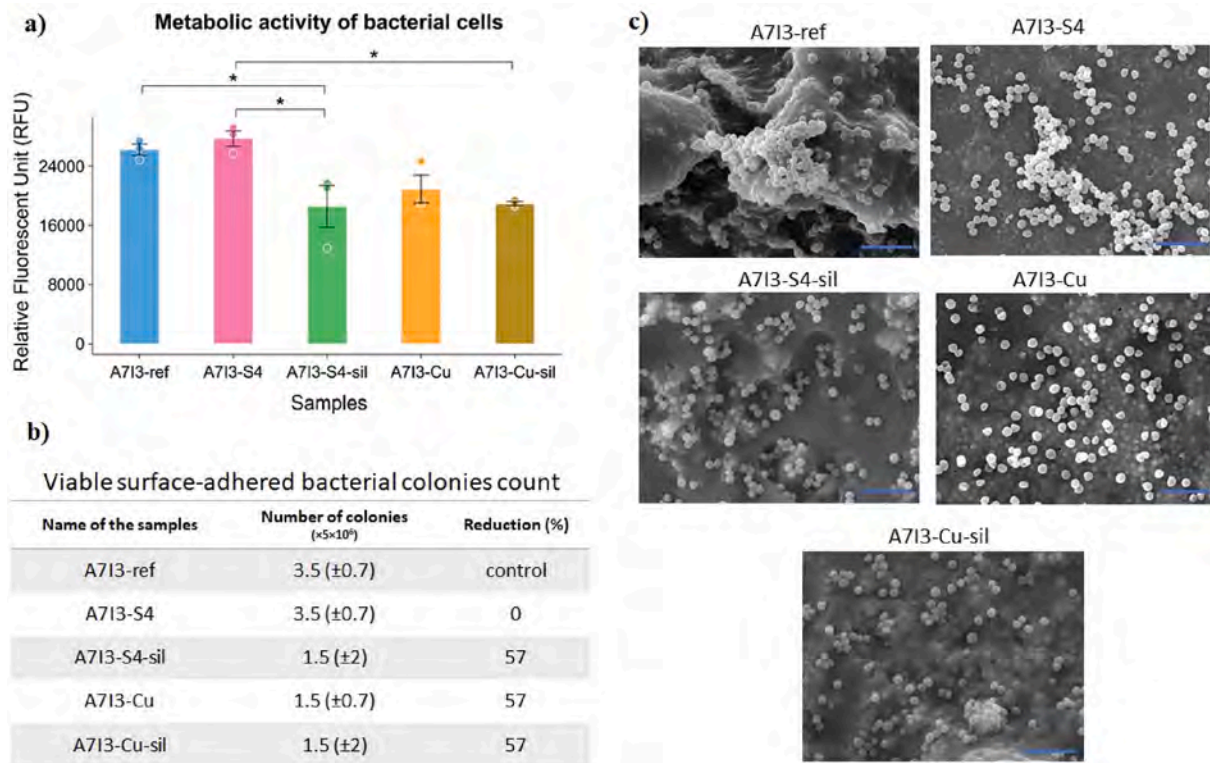 a)
Metabolic activity of bacterial cells
*
*
*
Relative Fluorescent Unit (RFU)
24000
16000
8000
0
A7I3-ref A7I3-S4 A7I3-S4-sil A7I3-Cu A7I3-Cu-sil
Samples
b)
Viable surface-adhered bacterial colonies count
Name of the samples Number of colonies Reduction (%)
(×5×10⁶)
A7I3-ref 3.5 (±0.7) control
A7I3-S4 3.5 (±0.7) 0
A7I3-S4-sil 1.5 (±2) 57
A7I3-Cu 1.5 (±0.7) 57
A7I3-Cu-sil 1.5 (±2) 57
c)
A7I3-ref
A7I3-S4
A7I3-S4-sil
A7I3-Cu
A7I3-Cu-sil